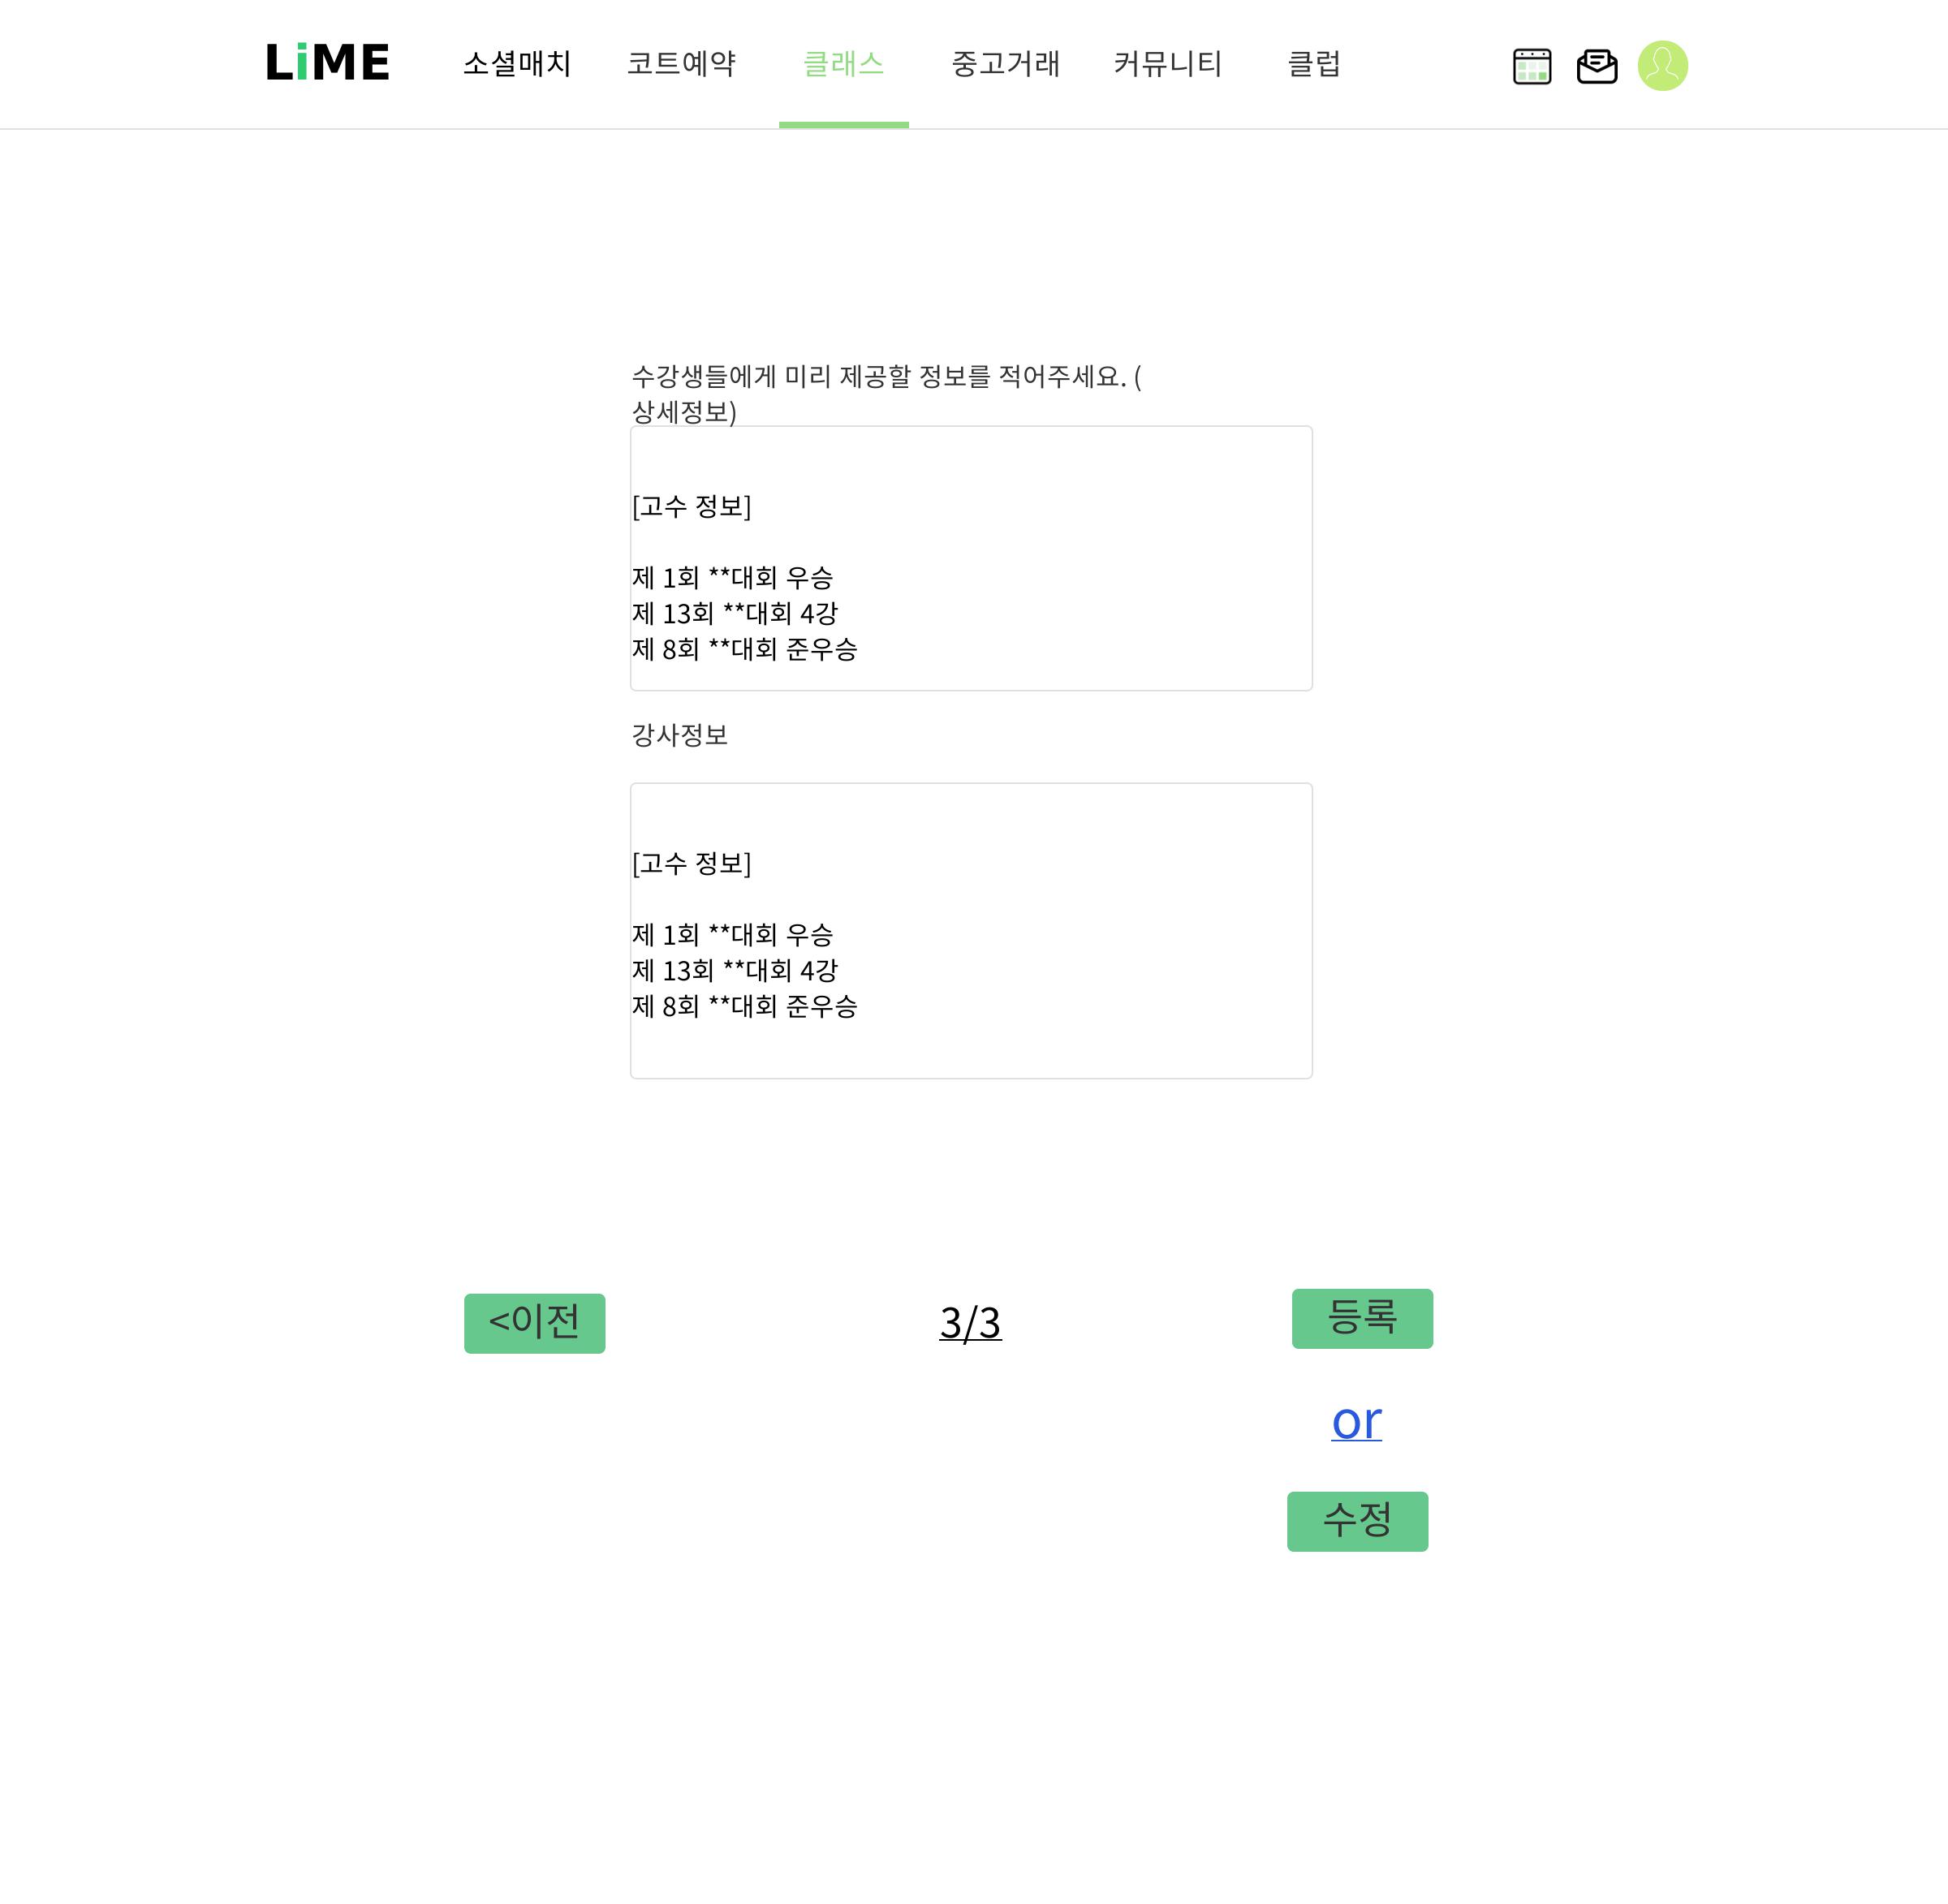 LiME 소셜매치 코트예약 클래스 중고거래 커뮤니티 클럽
수강생들에게 미리 제공할 정보를 적어주세요. (
상세정보)
[고수 정보]
제 1회 **대회 우승
제 13회 **대회 4강
제 8회 **대회 준우승
강사정보
[고수 정보]
제 1회 **대회 우승
제 13회 **대회 4강
제 8회 **대회 준우승
<이전 3/3 등록
or
수정